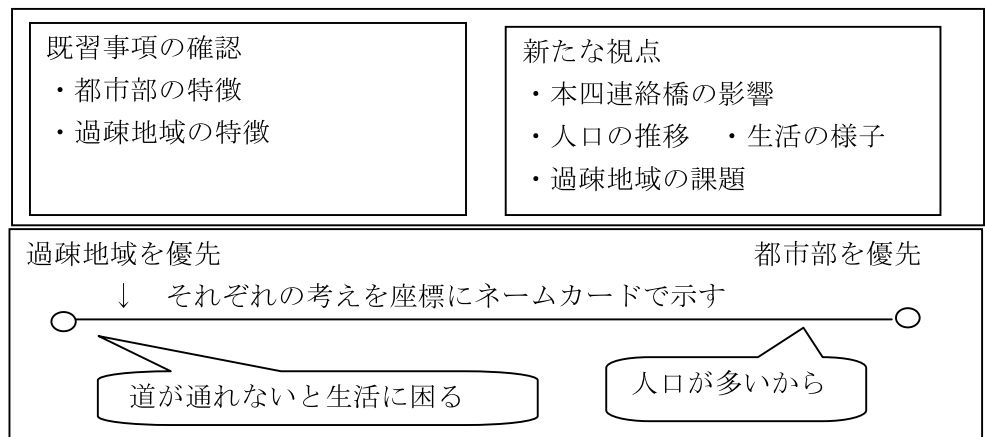 既習事項の確認
・都市部の特徴
・過疎地域の特徴
新たな視点
・本四連絡橋の影響
・人口の推移　・生活の様子
・過疎地域の課題
過疎地域を優先　都市部を優先
↓　それぞれの考えを座標にネームカードで示す
道が通れないと生活に困る
人口が多いから